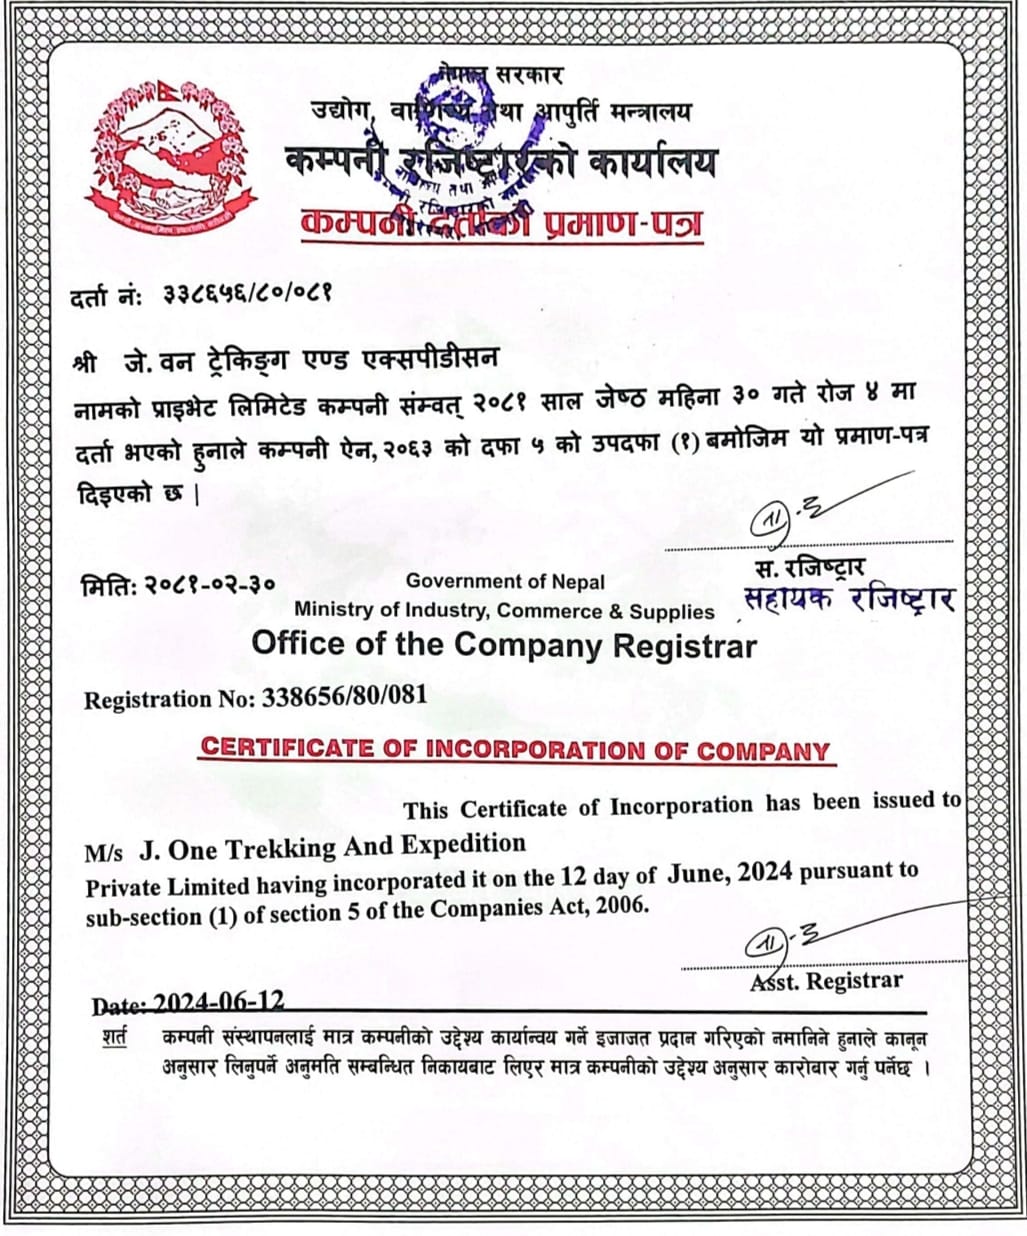 नेपाल सरकार
उद्योग, वाणिज्य तथा आपुर्ति मन्त्रालय
कम्पनी रजिष्ट्रारको कार्यालय
कम्पनी दर्ताको प्रमाण-पत्र
दर्ता नं: ३३८६५६/८०/०८१
श्री जे. वन ट्रेकिङ्ग एण्ड एक्सपीडीसन
नामको प्राइभेट लिमिटेड कम्पनी संम्वत् २०८१ साल जेष्ठ महिना ३० गते रोज ४ मा
दर्ता भएको हुनाले कम्पनी ऐन, २०६३ को दफा ५ को उपदफा (१) बमोजिम यो प्रमाण-पत्र
दिइएको छ |
स. रजिष्ट्रार
सहायक रजिष्ट्रार
मिति: २०८१-०२-३०
Government of Nepal
Ministry of Industry, Commerce & Supplies
Office of the Company Registrar
Registration No: 338656/80/081
CERTIFICATE OF INCORPORATION OF COMPANY
This Certificate of Incorporation has been issued to
M/s J. One Trekking And Expedition
Private Limited having incorporated it on the 12 day of June, 2024 pursuant to
sub-section (1) of section 5 of the Companies Act, 2006.
Asst. Registrar
Date: 2024-06-12
शर्त कम्पनी संस्थापनलाई मात्र कम्पनीको उद्देश्य कार्यान्वय गर्ने इजाजत प्रदान गरिएको नमानिने हुनाले कानून
अनुसार लिनुपर्ने अनुमति सम्बन्धित निकायबाट लिएर मात्र कम्पनीको उद्देश्य अनुसार कारोबार गर्नु पर्नेछ ।